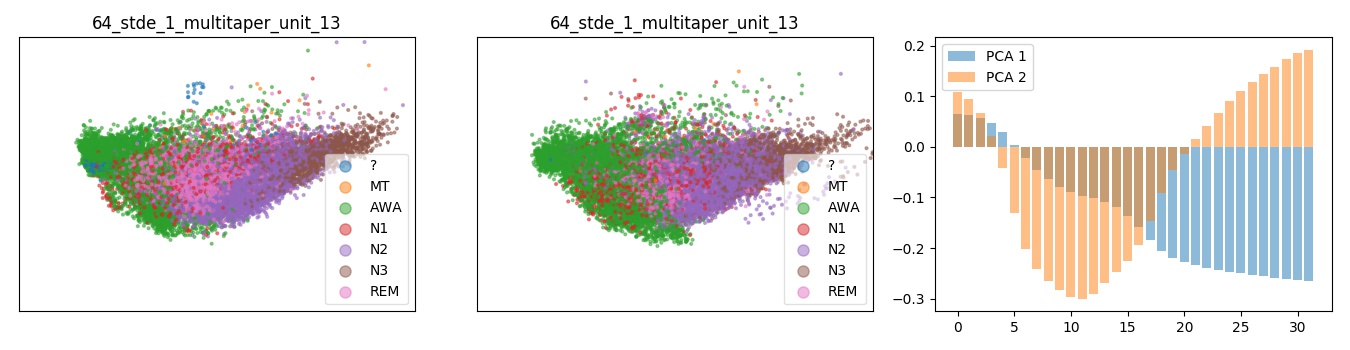 64_stde_1_multitaper_unit_13
?
MT
AWA
N1
N2
N3
REM
64_stde_1_multitaper_unit_13
?
MT
AWA
N1
N2
N3
REM
PCA 1
PCA 2
0.2
0.1
0.0
−0.1
−0.2
−0.3
0 5 10 15 20 25 30